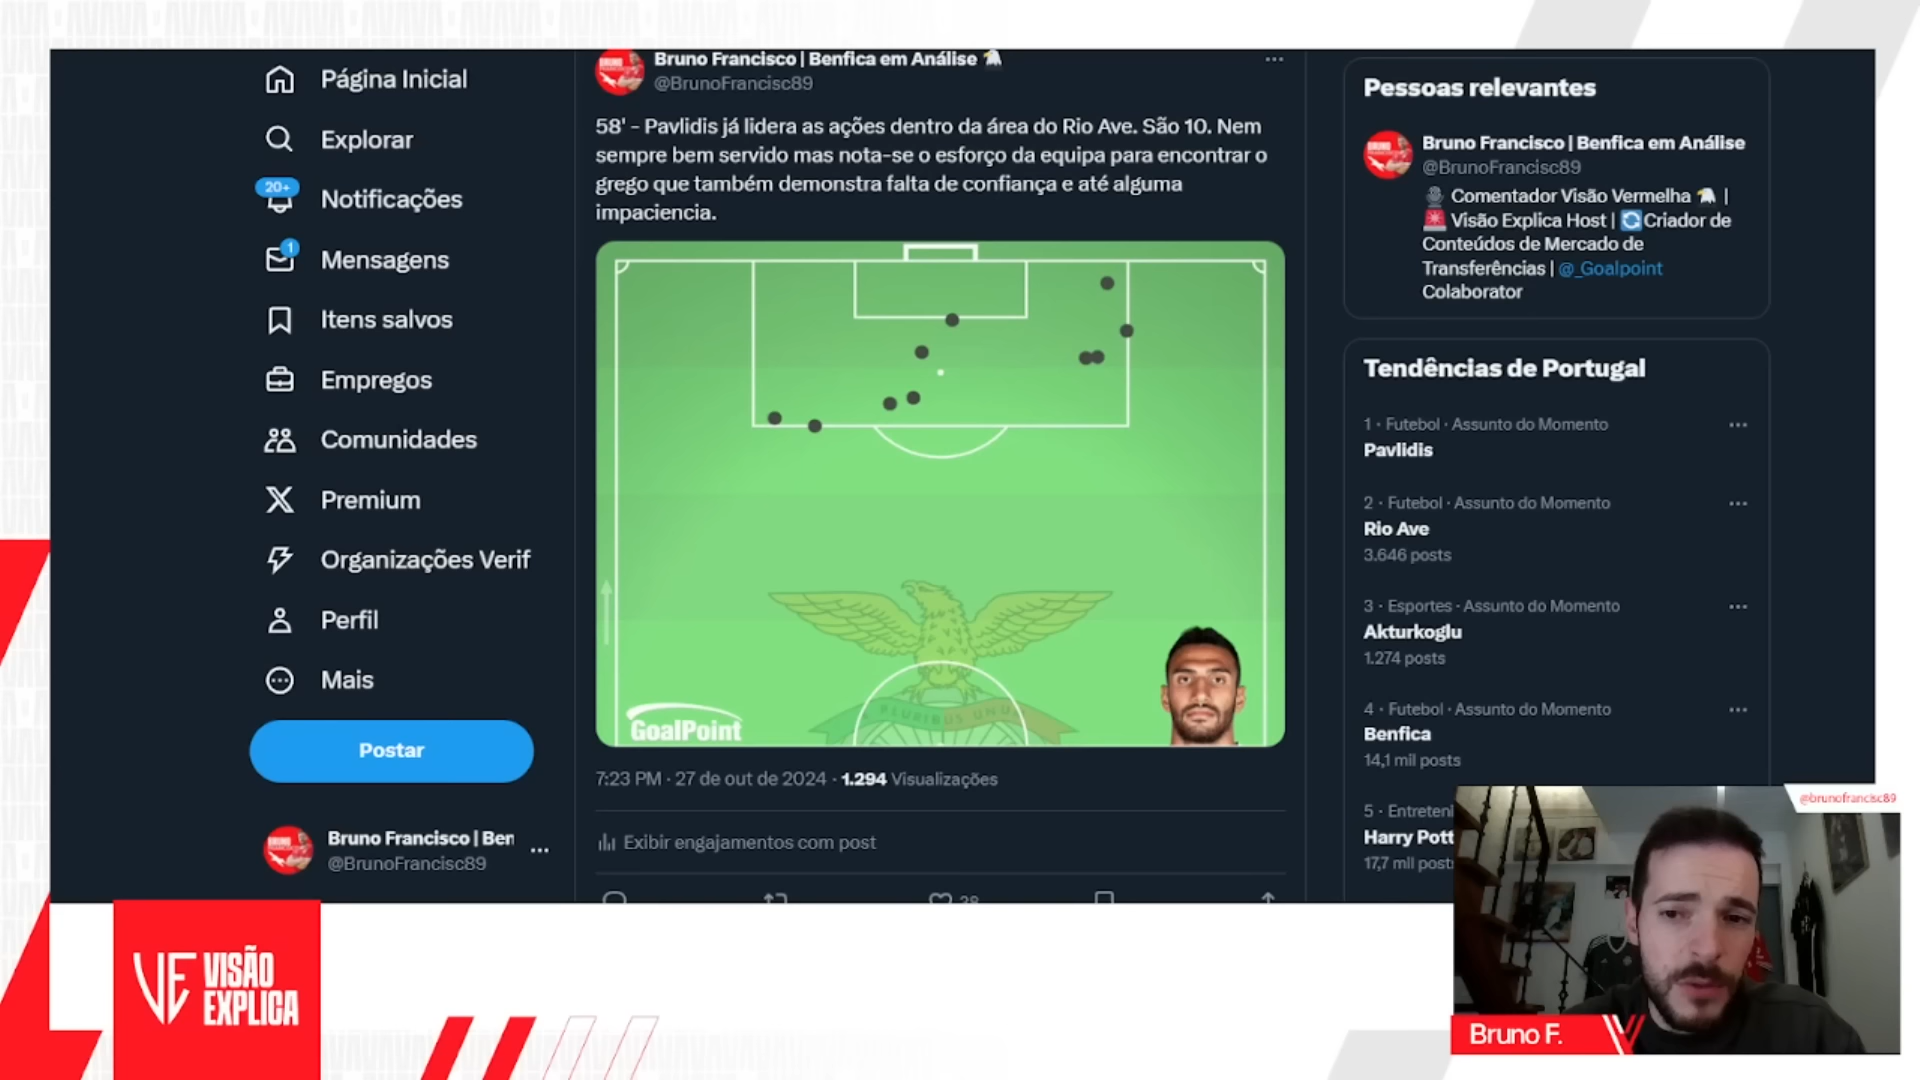 Página Inicial
Explorar
20+
Notificações
1
Mensagens
Itens salvos
Empregos
Comunidades
Premium
Organizações Verif
Perfil
Mais
Postar
Bruno Francisco | Ben
@BrunoFrancisc89
Bruno Francisco | Benfica em Análise 🦅
@BrunoFrancisc89
58' - Pavlidis já lidera as ações dentro da área do Rio Ave. São 10. Nem
sempre bem servido mas nota-se o esforço da equipa para encontrar o
grego que também demonstra falta de confiança e até alguma
impaciencia.
PLURIBUS UNUM
GoalPoint
7:23 PM · 27 de out de 2024 · 1.294 Visualizações
Exibir engajamentos com post
Pessoas relevantes
Bruno Francisco | Benfica em Análise
@BrunoFrancisc89
🎙️ Comentador Visão Vermelha 🦅 |
🚨 Visão Explica Host | 🔄Criador de
Conteúdos de Mercado de
Transferências | @_Goalpoint
Colaborator
Tendências de Portugal
1 · Futebol · Assunto do Momento
Pavlidis
2 · Futebol · Assunto do Momento
Rio Ave
3.646 posts
3 · Esportes · Assunto do Momento
Akturkoglu
1.274 posts
4 · Futebol · Assunto do Momento
Benfica
14,1 mil posts
5 · Entreteni
Harry Pott
17,7 mil posts
@brunofrancisc89
Bruno F.
VE VISÃO
EXPLICA